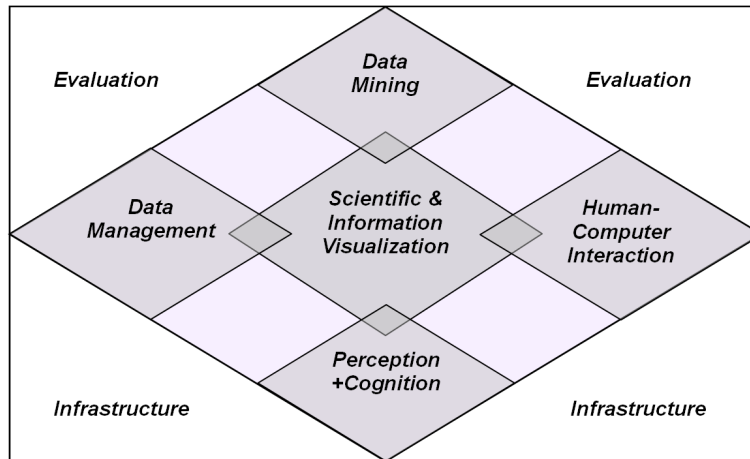 Evaluation
Data
Mining
Evaluation
Data
Management
Scientific &
Information
Visualization
Human-
Computer
Interaction
Perception
+Cognition
Infrastructure
Infrastructure